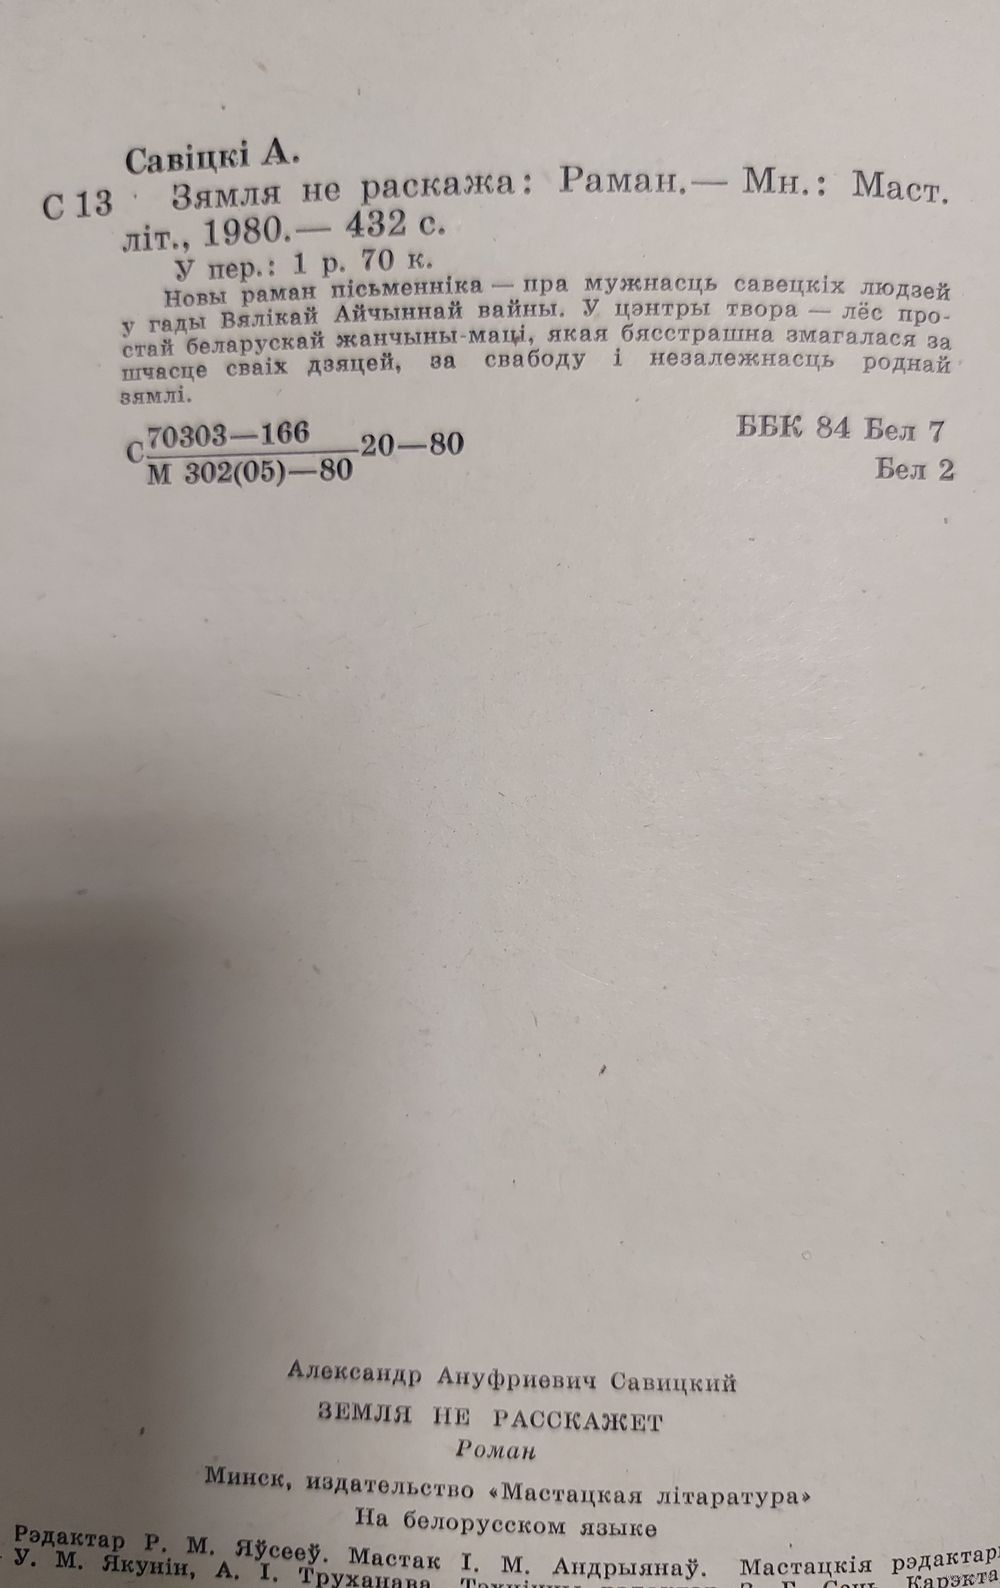 Савіцкі А.
С 13 Зямля не раскажа: Раман.— Мн.: Маст.
літ., 1980.— 432 с.
У пер.: 1 р. 70 к.
Новы раман пісьменніка — пра мужнасць савецкіх людзей
у гады Вялікай Айчыннай вайны. У цэнтры твора — лёс про-
стай беларускай жанчыны-маці, якая бясстрашна змагалася за
шчасце сваіх дзяцей, за свабоду і незалежнасць роднай
зямлі.
С 70303—166
М 302(05)—80 20—80
ББК 84 Бел 7
Бел 2
Александр Ануфриевич Савицкий
ЗЕМЛЯ НЕ РАССКАЖЕТ
Роман
Минск, издательство «Мастацкая літаратура»
На белорусском языке
Рэдактар Р. М. Яўсееў. Мастак І. М. Андрыянаў. Мастацкія рэдактары
У. М. Якунін, А. І. Труханава.